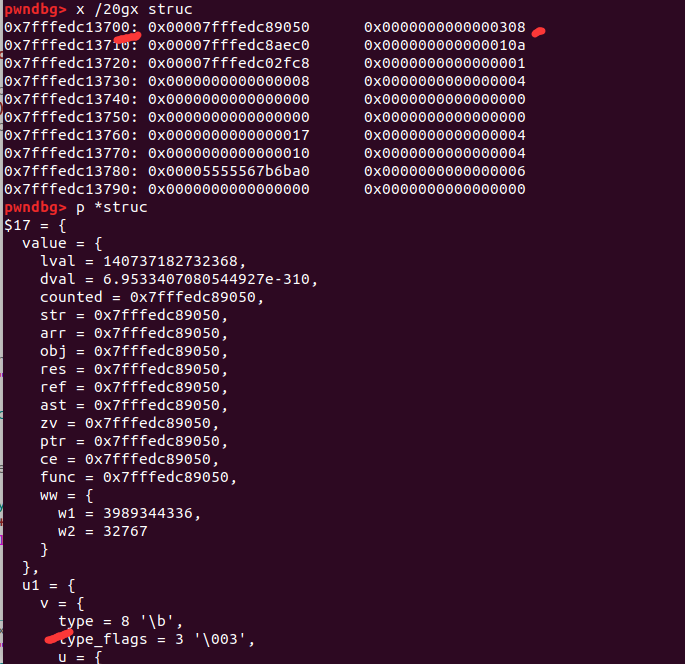 pwndbg> x /20gx struc
0x7fffedc13700: 0x00007fffedc89050 0x0000000000000308
0x7fffedc13710: 0x00007fffedc8aec0 0x000000000000010a
0x7fffedc13720: 0x00007fffedc02fc8 0x0000000000000001
0x7fffedc13730: 0x0000000000000008 0x0000000000000004
0x7fffedc13740: 0x0000000000000000 0x0000000000000000
0x7fffedc13750: 0x0000000000000000 0x0000000000000000
0x7fffedc13760: 0x0000000000000017 0x0000000000000004
0x7fffedc13770: 0x0000000000000010 0x0000000000000004
0x7fffedc13780: 0x00005555567b6ba0 0x0000000000000006
0x7fffedc13790: 0x0000000000000000 0x0000000000000000
pwndbg> p *struc
$17 = {
value = {
lval = 140737182732368,
dval = 6.9533407080544927e-310,
counted = 0x7fffedc89050,
str = 0x7fffedc89050,
arr = 0x7fffedc89050,
obj = 0x7fffedc89050,
res = 0x7fffedc89050,
ref = 0x7fffedc89050,
ast = 0x7fffedc89050,
zv = 0x7fffedc89050,
ptr = 0x7fffedc89050,
ce = 0x7fffedc89050,
func = 0x7fffedc89050,
ww = {
w1 = 3989344336,
w2 = 32767
}
},
u1 = {
v = {
type = 8 '\b',
type_flags = 3 '\003',
u = {